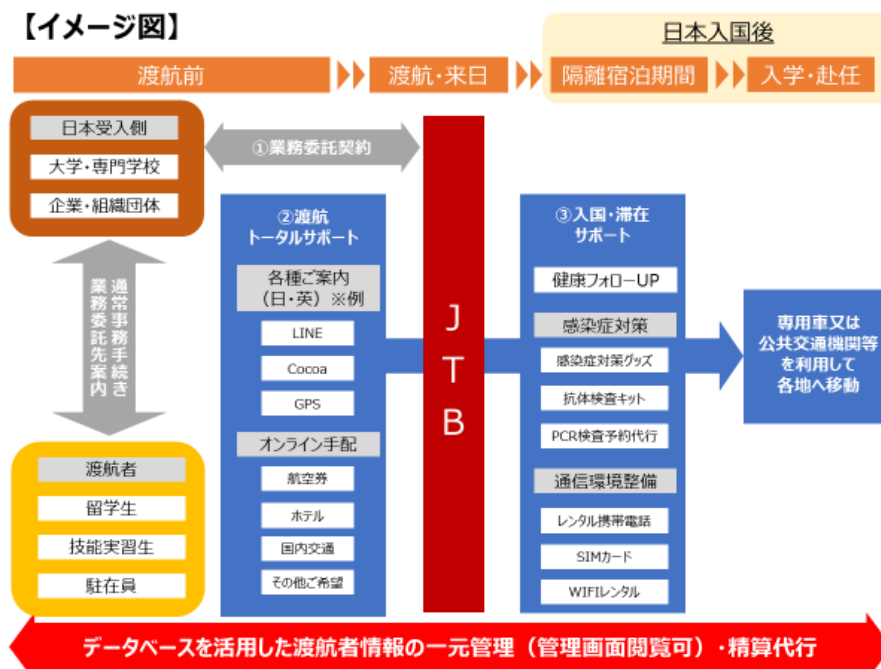 【イメージ図】
日本入国後
渡航前
渡航・来日
隔離宿泊期間
入学・赴任
日本受入側
大学・専門学校
企業・組織団体
①業務委託契約
通常事務手続き
業務委託先案内
渡航者
留学生
技能実習生
駐在員
②渡航
トータルサポート
各種ご案内
（日・英）※例
LINE
Cocoa
GPS
オンライン手配
航空券
ホテル
国内交通
その他ご希望
J
T
B
③入国・滞在
サポート
健康フォローUP
感染症対策
感染症対策グッズ
抗体検査キット
PCR検査予約代行
通信環境整備
レンタル携帯電話
SIMカード
WIFIレンタル
専用車又は
公共交通機関等
を利用して
各地へ移動
データベースを活用した渡航者情報の一元管理（管理画面閲覧可）・精算代行